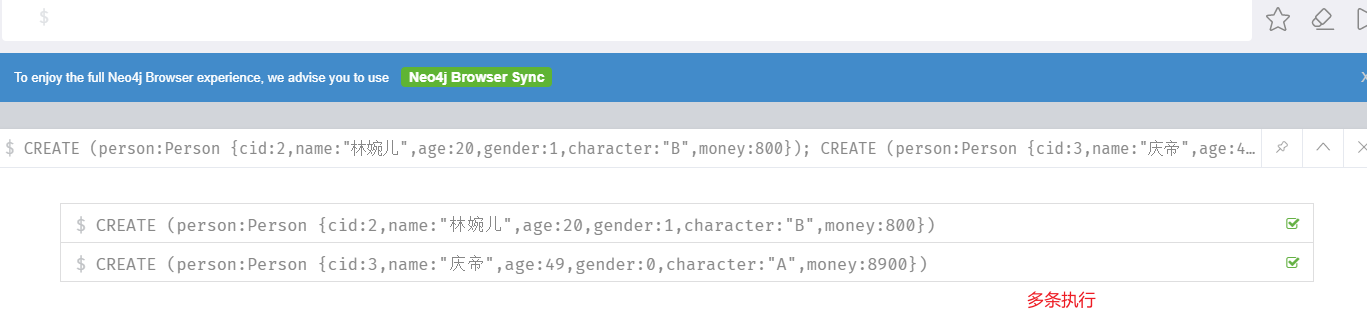 $
To enjoy the full Neo4j Browser experience, we advise you to use Neo4j Browser Sync
$ CREATE (person:Person {cid:2,name:"林婉儿",age:20,gender:1,character:"B",money:800}); CREATE (person:Person {cid:3,name:"庆帝",age:4…
$ CREATE (person:Person {cid:2,name:"林婉儿",age:20,gender:1,character:"B",money:800})
$ CREATE (person:Person {cid:3,name:"庆帝",age:49,gender:0,character:"A",money:8900})
多条执行